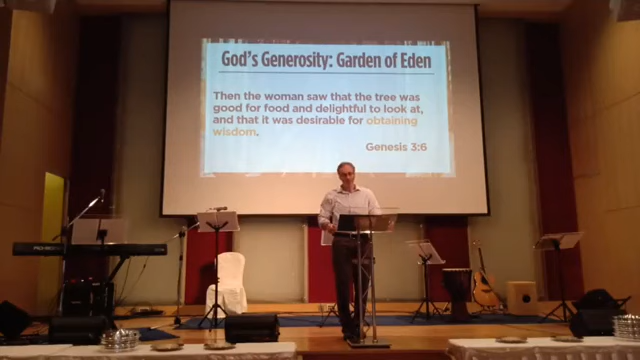 God's Generosity: Garden of Eden
Then the woman saw that the tree was
good for food and delightful to look at,
and that it was desirable for obtaining
wisdom.
Genesis 3:6